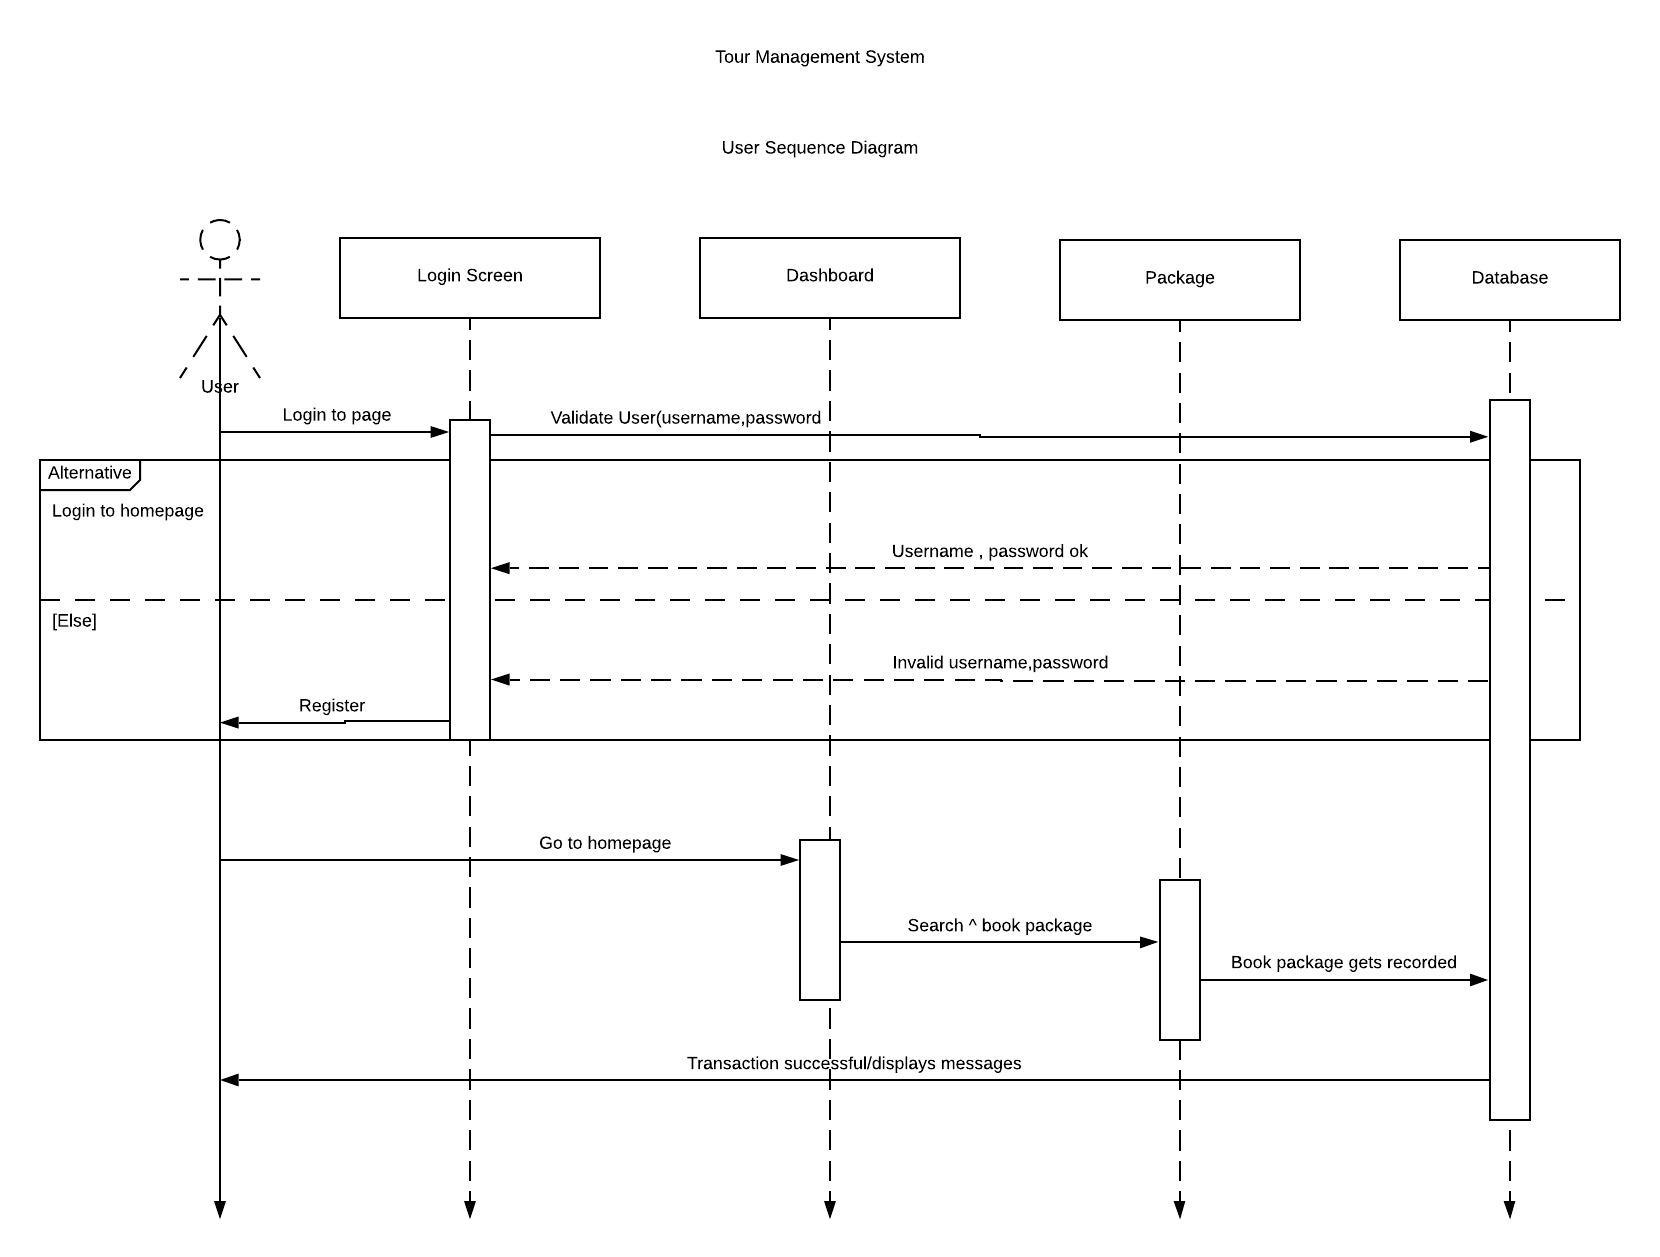 Tour Management System
User Sequence Diagram
Login Screen
Dashboard
Package
Database
User
Login to page
Validate User(username,password
Alternative
Login to homepage
Username , password ok
[Else]
Invalid username,password
Register
Go to homepage
Search ^ book package
Book package gets recorded
Transaction successful/displays messages